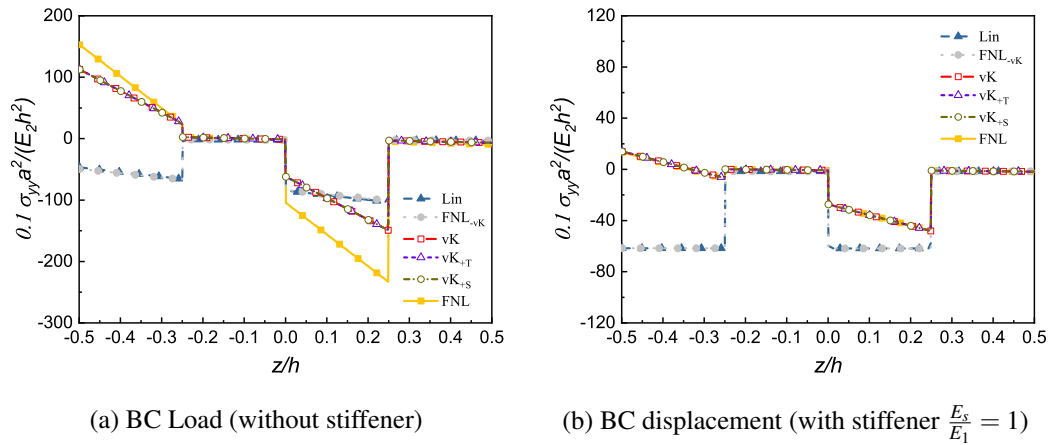 0.1 σyya²/(E₂h²)
200
100
0
-100
-200
-300
-0.5 -0.4 -0.3 -0.2 -0.1 0.0 0.1 0.2 0.3 0.4 0.5
z/h
Lin
FNL-vK
vK
vK+T
vK+S
FNL
(a) BC Load (without stiffener)
0.1 σyya²/(E₂h²)
120
80
40
0
-40
-80
-120
-0.5 -0.4 -0.3 -0.2 -0.1 0.0 0.1 0.2 0.3 0.4 0.5
z/h
Lin
FNL-vK
vK
vK+T
vK+S
FNL
(b) BC displacement (with stiffener Es/E1 = 1)